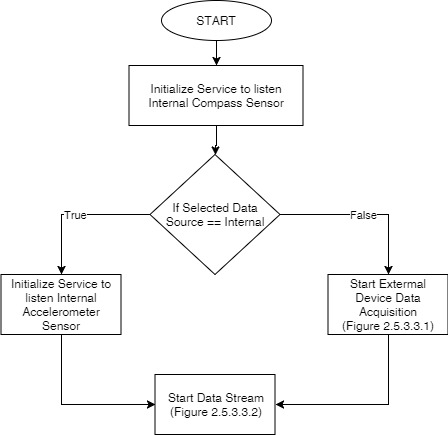 START
Initialize Service to listen
Internal Compass Sensor
If Selected Data
Source == Internal
True
False
Initialize Service to
listen Internal
Accelerometer
Sensor
Start Extermal
Device Data
Acquisition
(Figure 2.5.3.3.1)
Start Data Stream
(Figure 2.5.3.3.2)